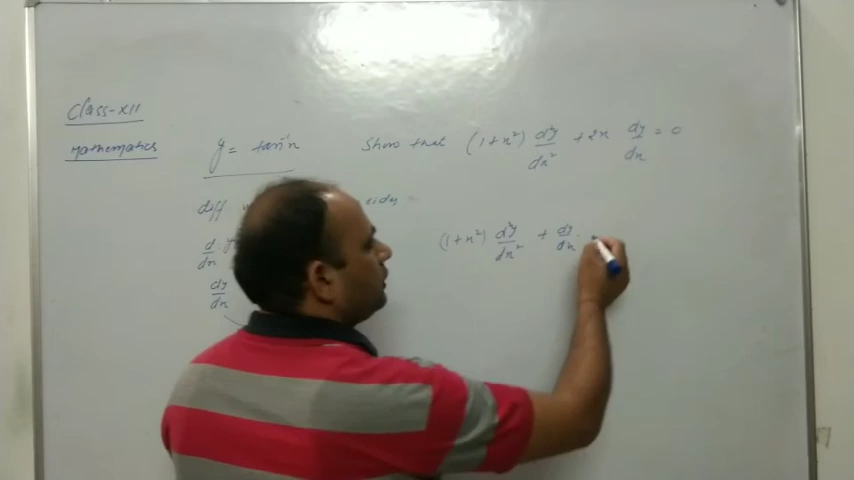 Class-XII
Mathematics
y = tan⁻¹x Show that (1+x²) d²y/dx² + 2x dy/dx = 0
diff sides
d/dx y
(1+x²) d²y/dx² + dy/dx ·
dy/dx